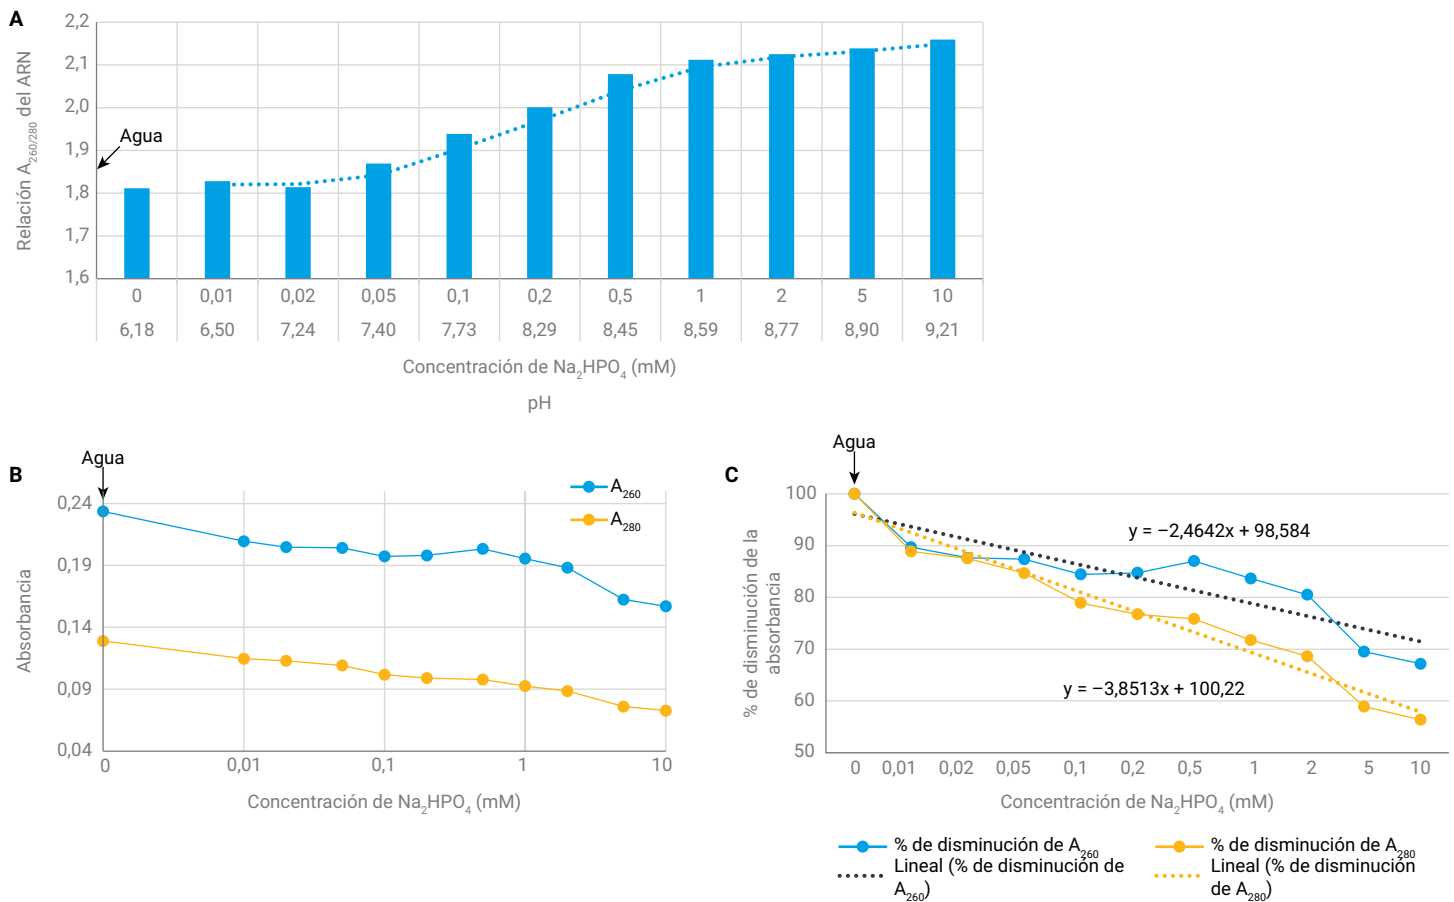 A
Relación A260/280 del ARN
2,2
2,1
2,0
1,9
1,8
1,7
1,6
Agua
0 0,01 0,02 0,05 0,1 0,2 0,5 1 2 5 10
6,18 6,50 7,24 7,40 7,73 8,29 8,45 8,59 8,77 8,90 9,21
Concentración de Na2HPO4 (mM)
pH
B
Agua
A260
A280
Absorbancia
0,24
0,19
0,14
0,09
0,04
0 0,01 0,1 1 10
Concentración de Na2HPO4 (mM)
C
Agua
% de disminución de la
absorbancia
100
90
80
70
60
50
y = −2,4642x + 98,584
y = −3,8513x + 100,22
0 0,01 0,02 0,05 0,1 0,2 0,5 1 2 5 10
Concentración de Na2HPO4 (mM)
% de disminución de A260
Lineal (% de disminución de
A260)
% de disminución de A280
Lineal (% de disminución
de A280)